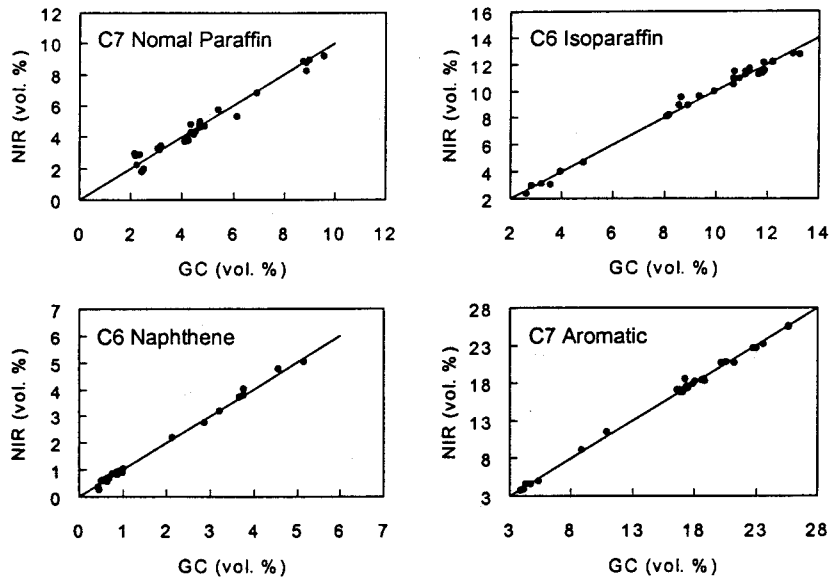 C7 Nomal Paraffin
NIR (vol. %)
12
10
8
6
4
2
0
0 2 4 6 8 10 12
GC (vol. %)
C6 Isoparaffin
NIR (vol. %)
16
14
12
10
8
6
4
2
2 4 6 8 10 12 14
GC (vol. %)
C6 Naphthene
NIR (vol. %)
7
6
5
4
3
2
1
0
0 1 2 3 4 5 6 7
GC (vol. %)
C7 Aromatic
NIR (vol. %)
28
23
18
13
8
3
3 8 13 18 23 28
GC (vol. %)